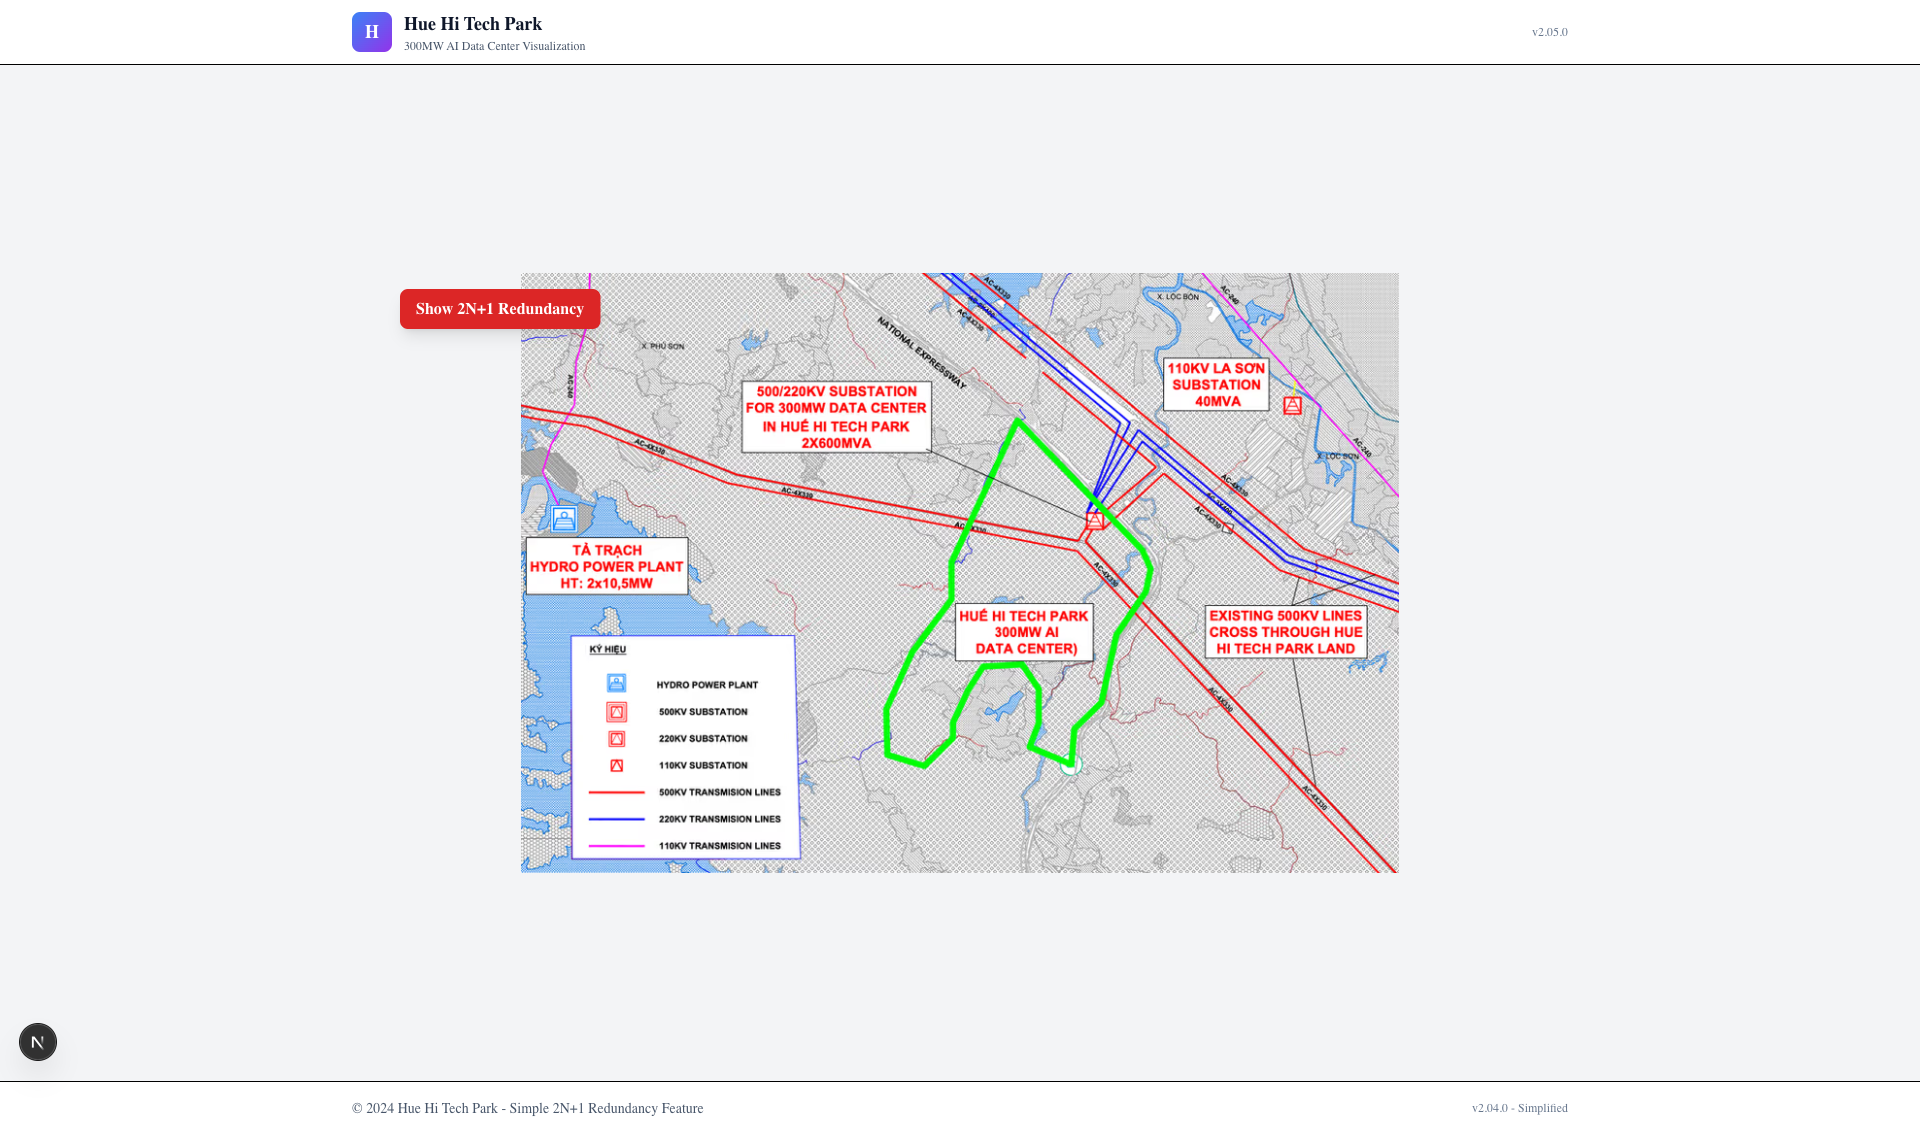 H
Hue Hi Tech Park
300MW AI Data Center Visualization
v2.05.0
Show 2N+1 Redundancy
X. PHÚ SƠN
AC-240
NATIONAL EXPRESSWAY
AC-4X330
AC-4X330
X. LỘC BỔN
AC-240
500/220KV SUBSTATION
FOR 300MW DATA CENTER
IN HUẾ HI TECH PARK
2X600MVA
110KV LA SƠN
SUBSTATION
40MVA
X. LỘC SƠN
AC-240
AC-4X330
AC-4X330
AC-4X330
AC-4X330
AC-4X330
AC-4X330
TẢ TRẠCH
HYDRO POWER PLANT
HT: 2x10,5MW
HUẾ HI TECH PARK
300MW AI
DATA CENTER)
EXISTING 500KV LINES
CROSS THROUGH HUE
HI TECH PARK LAND
AC-4X330
AC-4X330
KÝ HIỆU
HYDRO POWER PLANT
500KV SUBSTATION
220KV SUBSTATION
110KV SUBSTATION
500KV TRANSMISION LINES
220KV TRANSMISION LINES
110KV TRANSMISION LINES
N
© 2024 Hue Hi Tech Park - Simple 2N+1 Redundancy Feature
v2.04.0 - Simplified